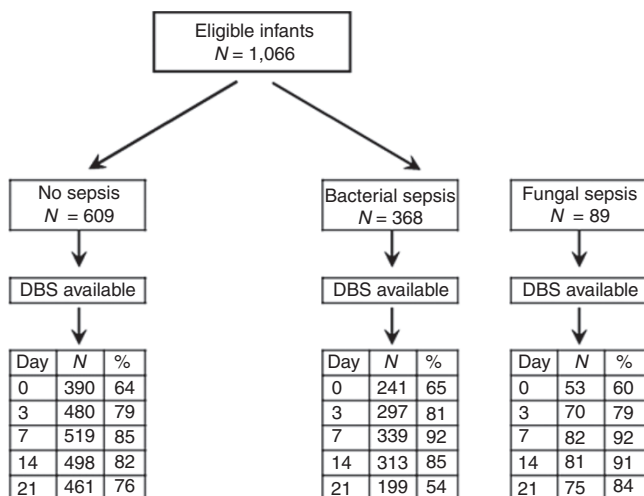 Eligible infants
N = 1,066
No sepsis
N = 609
Bacterial sepsis
N = 368
Fungal sepsis
N = 89
DBS available
DBS available
DBS available
Day N %
0 390 64
3 480 79
7 519 85
14 498 82
21 461 76
Day N %
0 241 65
3 297 81
7 339 92
14 313 85
21 199 54
Day N %
0 53 60
3 70 79
7 82 92
14 81 91
21 75 84